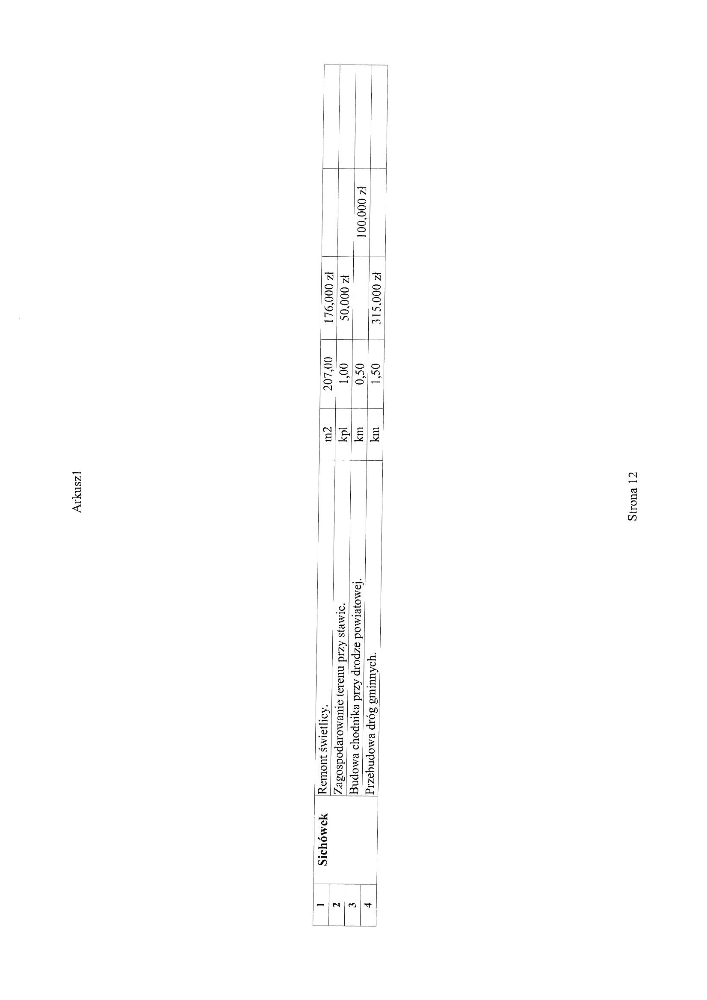 Arkusz1
1 Sichówek Remont świetlicy. m2 207,00 176,000 zł
2 Zagospodarowanie terenu przy stawie. kpl 1,00 50,000 zł
3 Budowa chodnika przy drodze powiatowej. km 0,50 100,000 zł
4 Przebudowa dróg gminnych. km 1,50 315,000 zł
Strona 12